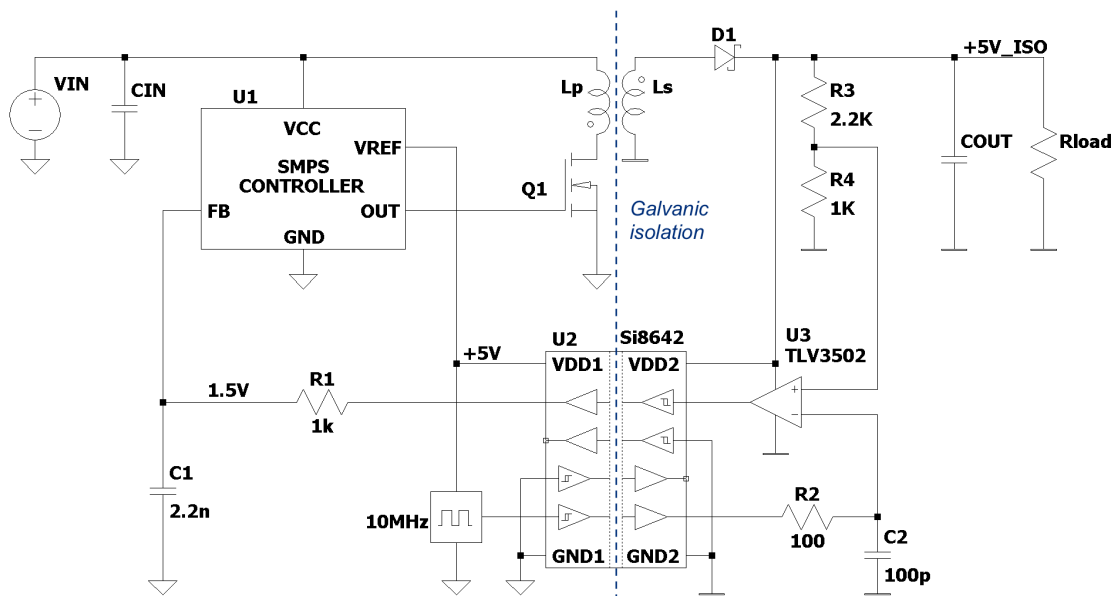 D1
+5V_ISO
VIN
CIN
U1
Lp
Ls
R3
2.2K
VCC
VREF
SMPS
CONTROLLER
COUT
Rload
Q1
R4
1K
FB
OUT
Galvanic
isolation
GND
U2
Si8642
U3
TLV3502
+5V
VDD1
VDD2
1.5V
R1
1k
C1
2.2n
R2
100
10MHz
C2
100p
GND1
GND2